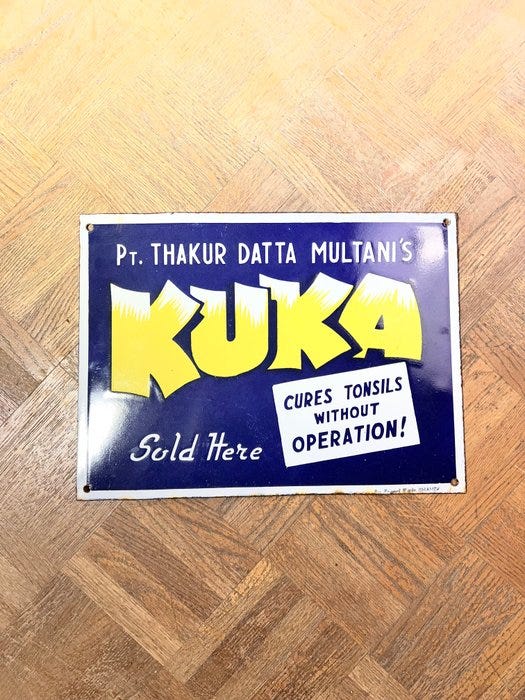 PT. THAKUR DATTA MULTANI'S
KUKA
CURES TONSILS
WITHOUT
OPERATION!
Sold Here